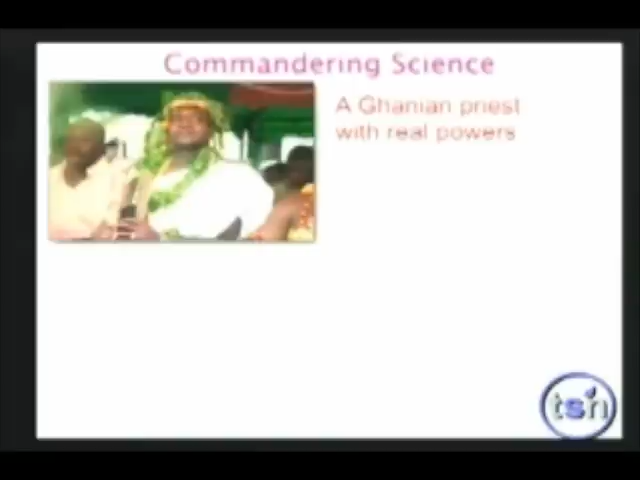 Commandering Science
A Ghanian priest
with real powers
tsn